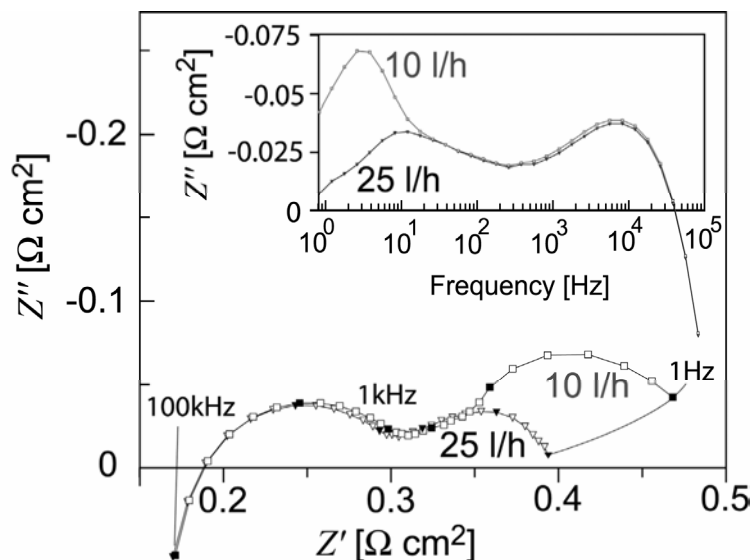 -0.075
-0.05
-0.025
0
Z″ [Ω cm²]
10 l/h
25 l/h
10⁰ 10¹ 10² 10³ 10⁴ 10⁵
Frequency [Hz]
-0.2
-0.1
0
Z″ [Ω cm²]
100kHz
1kHz
10 l/h
1Hz
25 l/h
0.2 0.3 0.4 0.5
Z′ [Ω cm²]